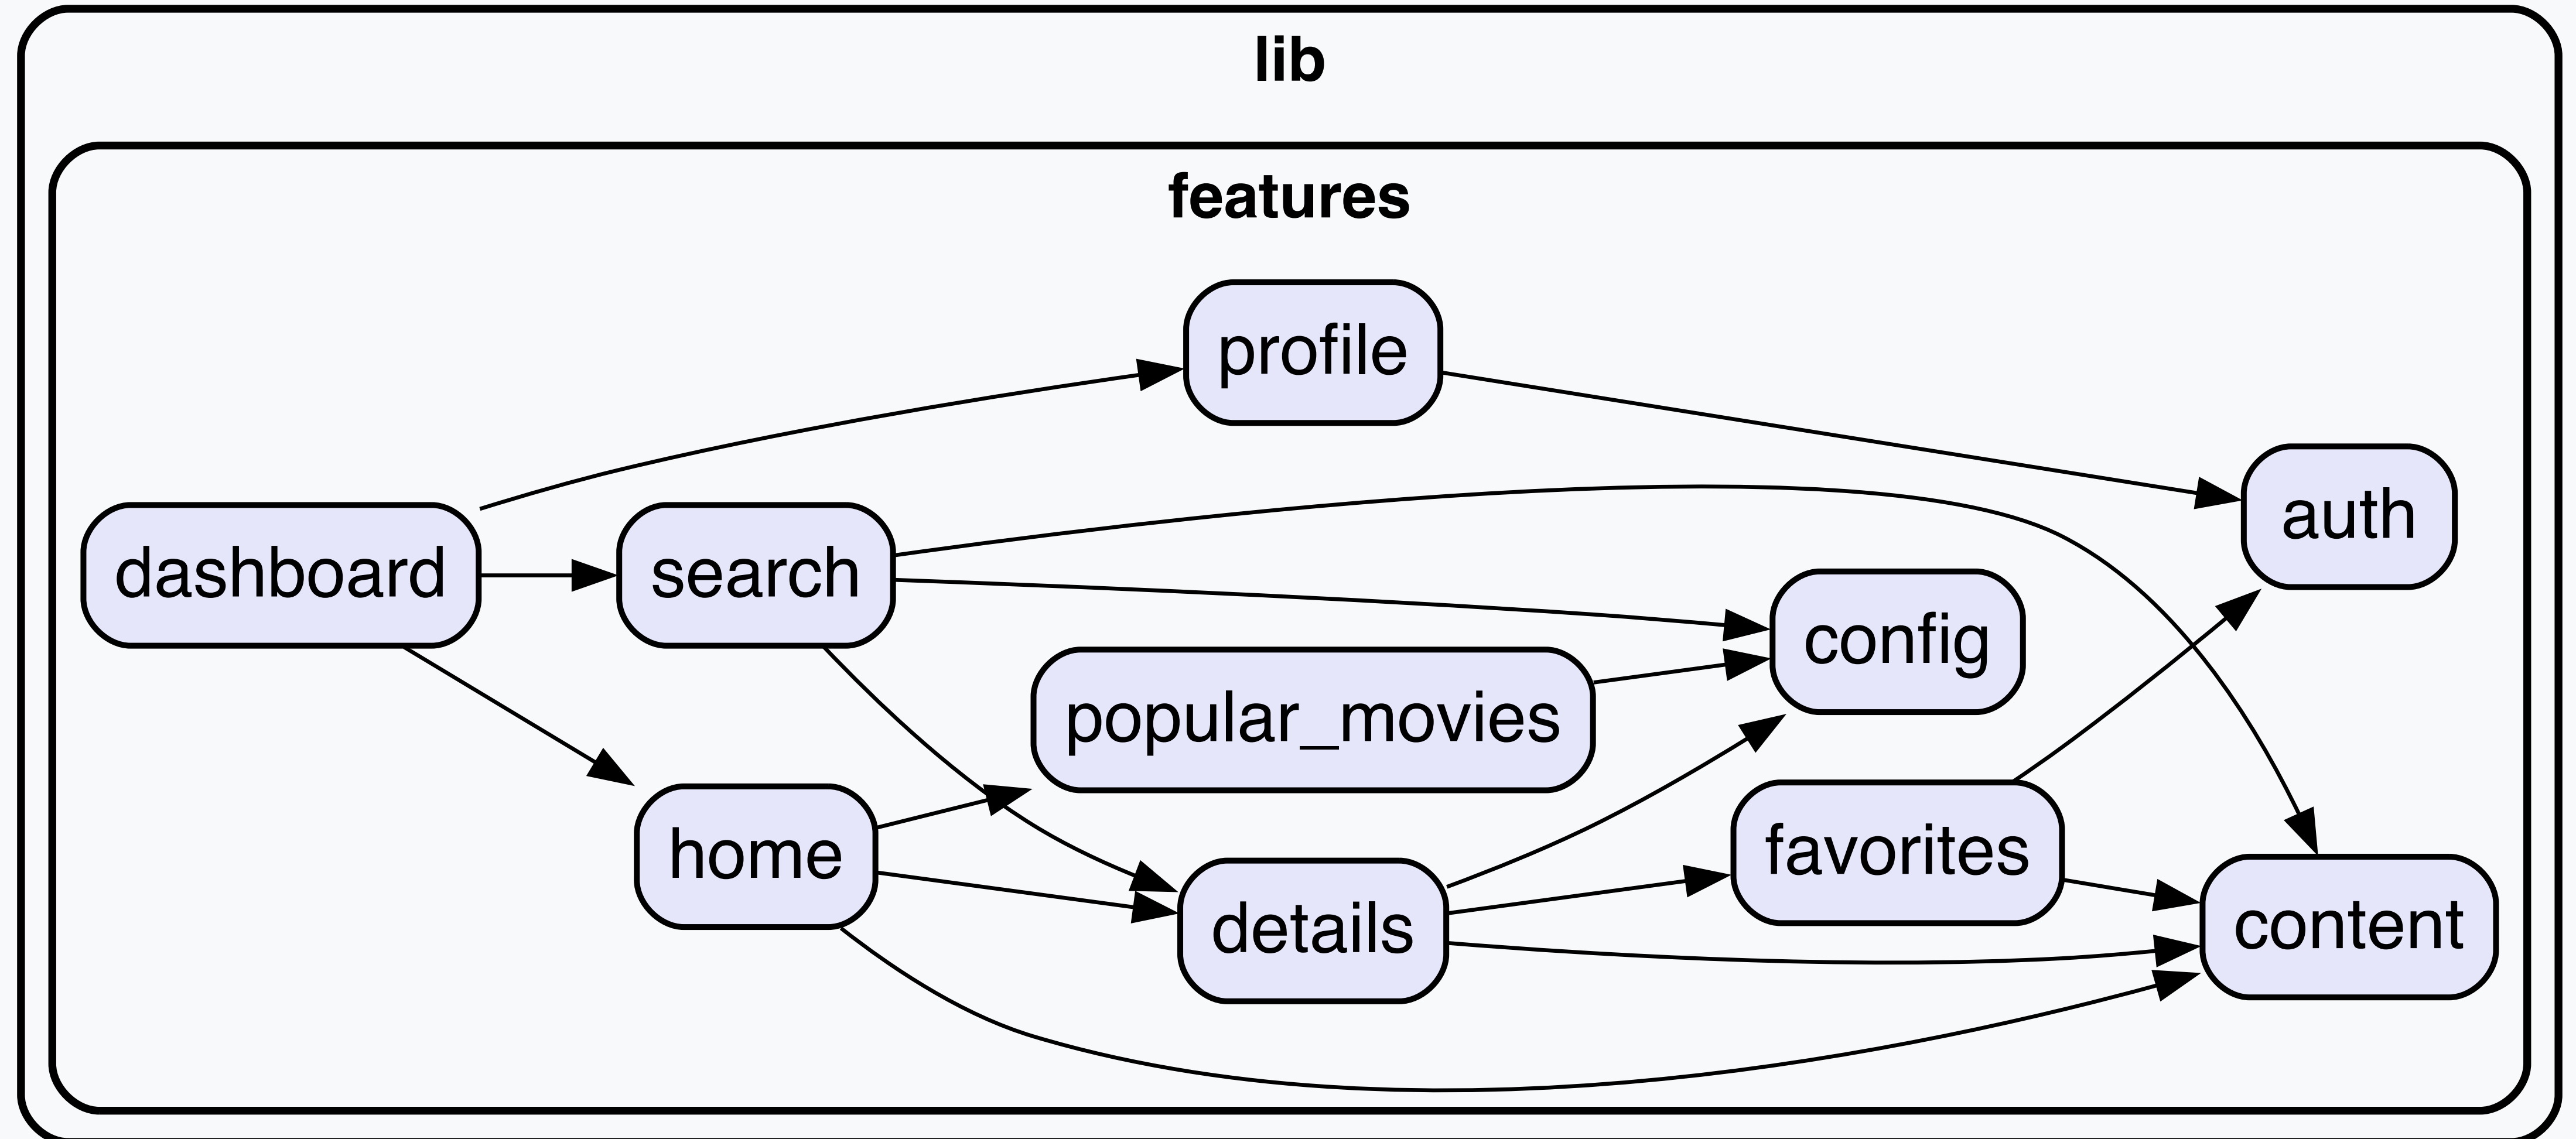 lib
features
profile
auth
dashboard
search
config
popular_movies
home
favorites
details
content